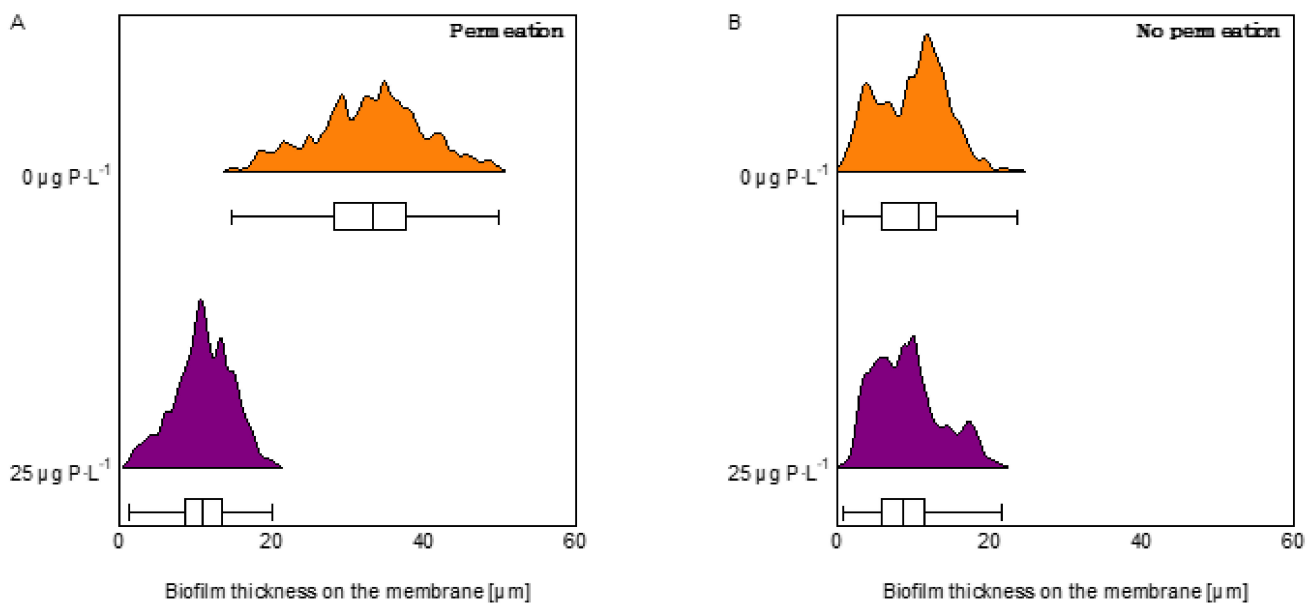 A
Permeation
0 µg P·L⁻¹
25 µg P·L⁻¹
0 20 40 60
Biofilm thickness on the membrane [µm]
B
No permeation
0 µg P·L⁻¹
25 µg P·L⁻¹
0 20 40 60
Biofilm thickness on the membrane [µm]